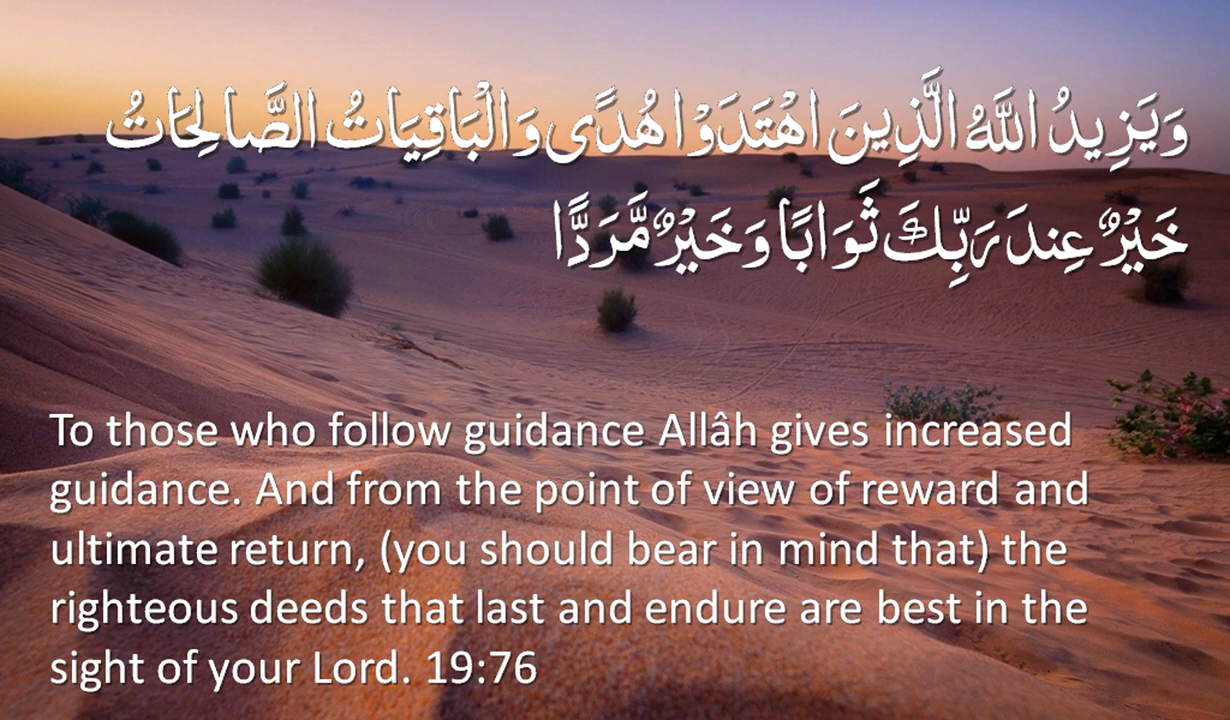 وَيَزِيدُ اللَّهُ الَّذِينَ اهْتَدَوْا هُدًى وَالْبَاقِيَاتُ الصَّالِحَاتُ
خَيْرٌ عِندَ رَبِّكَ ثَوَابًا وَخَيْرٌ مَّرَدًّا
To those who follow guidance Allâh gives increased
guidance. And from the point of view of reward and
ultimate return, (you should bear in mind that) the
righteous deeds that last and endure are best in the
sight of your Lord. 19:76